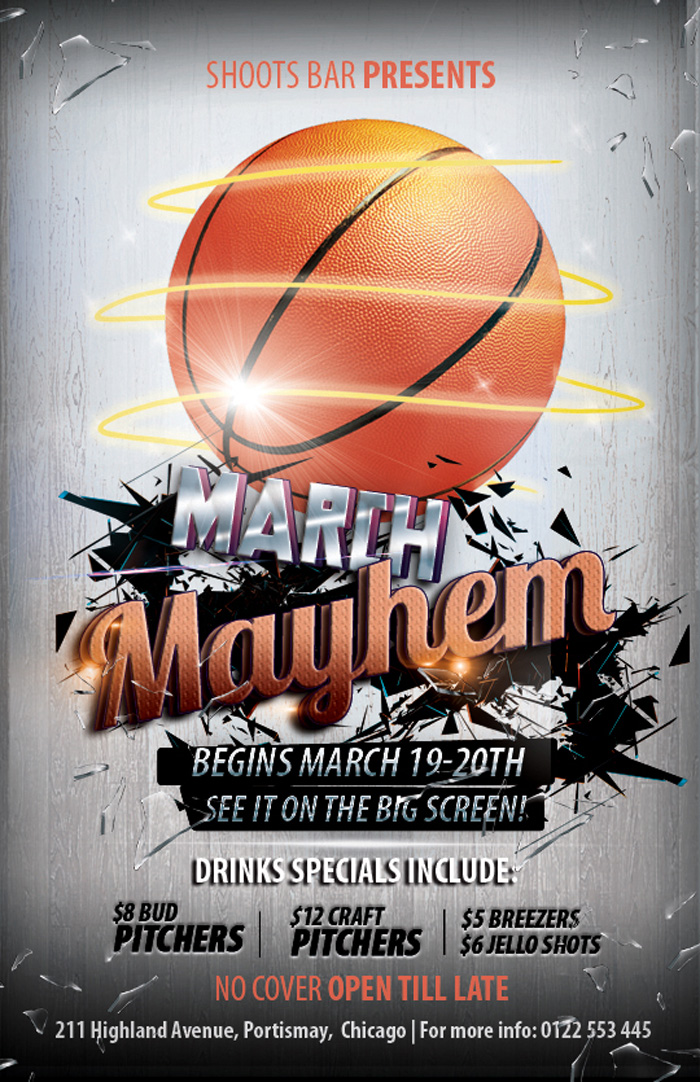 SHOOTS BAR PRESENTS
MARCH
Mayhem
BEGINS MARCH 19-20TH
SEE IT ON THE BIG SCREEN!
DRINKS SPECIALS INCLUDE:
$8 BUD
PITCHERS
$12 CRAFT
PITCHERS
$5 BREEZERS
$6 JELLO SHOTS
NO COVER OPEN TILL LATE
211 Highland Avenue, Portismay, Chicago | For more info: 0122 553 445